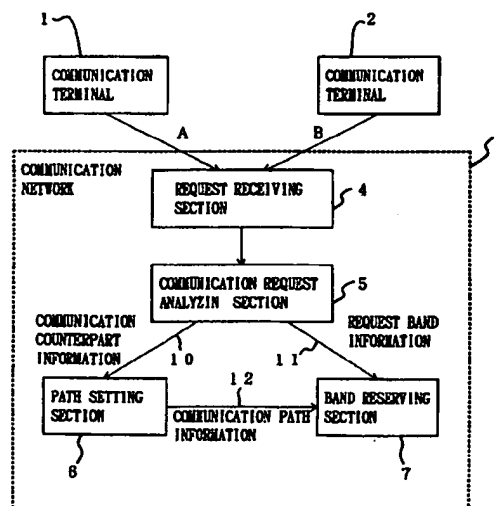 1
2
COMMUNICATION
TERMINAL
COMMUNICATION
TERMINAL
A
B
COMMUNICATION
NETWORK
REQUEST RECEIVING
SECTION
4
COMMUNICATION REQUEST
ANALYZIN SECTION
5
COMMUNICATION
COUNTERPART
INFORMATION
REQUEST BAND
INFORMATION
10
11
12
PATH SETTING
SECTION
COMMUNICATION PATH
INFORMATION
BAND RESERVING
SECTION
6
7